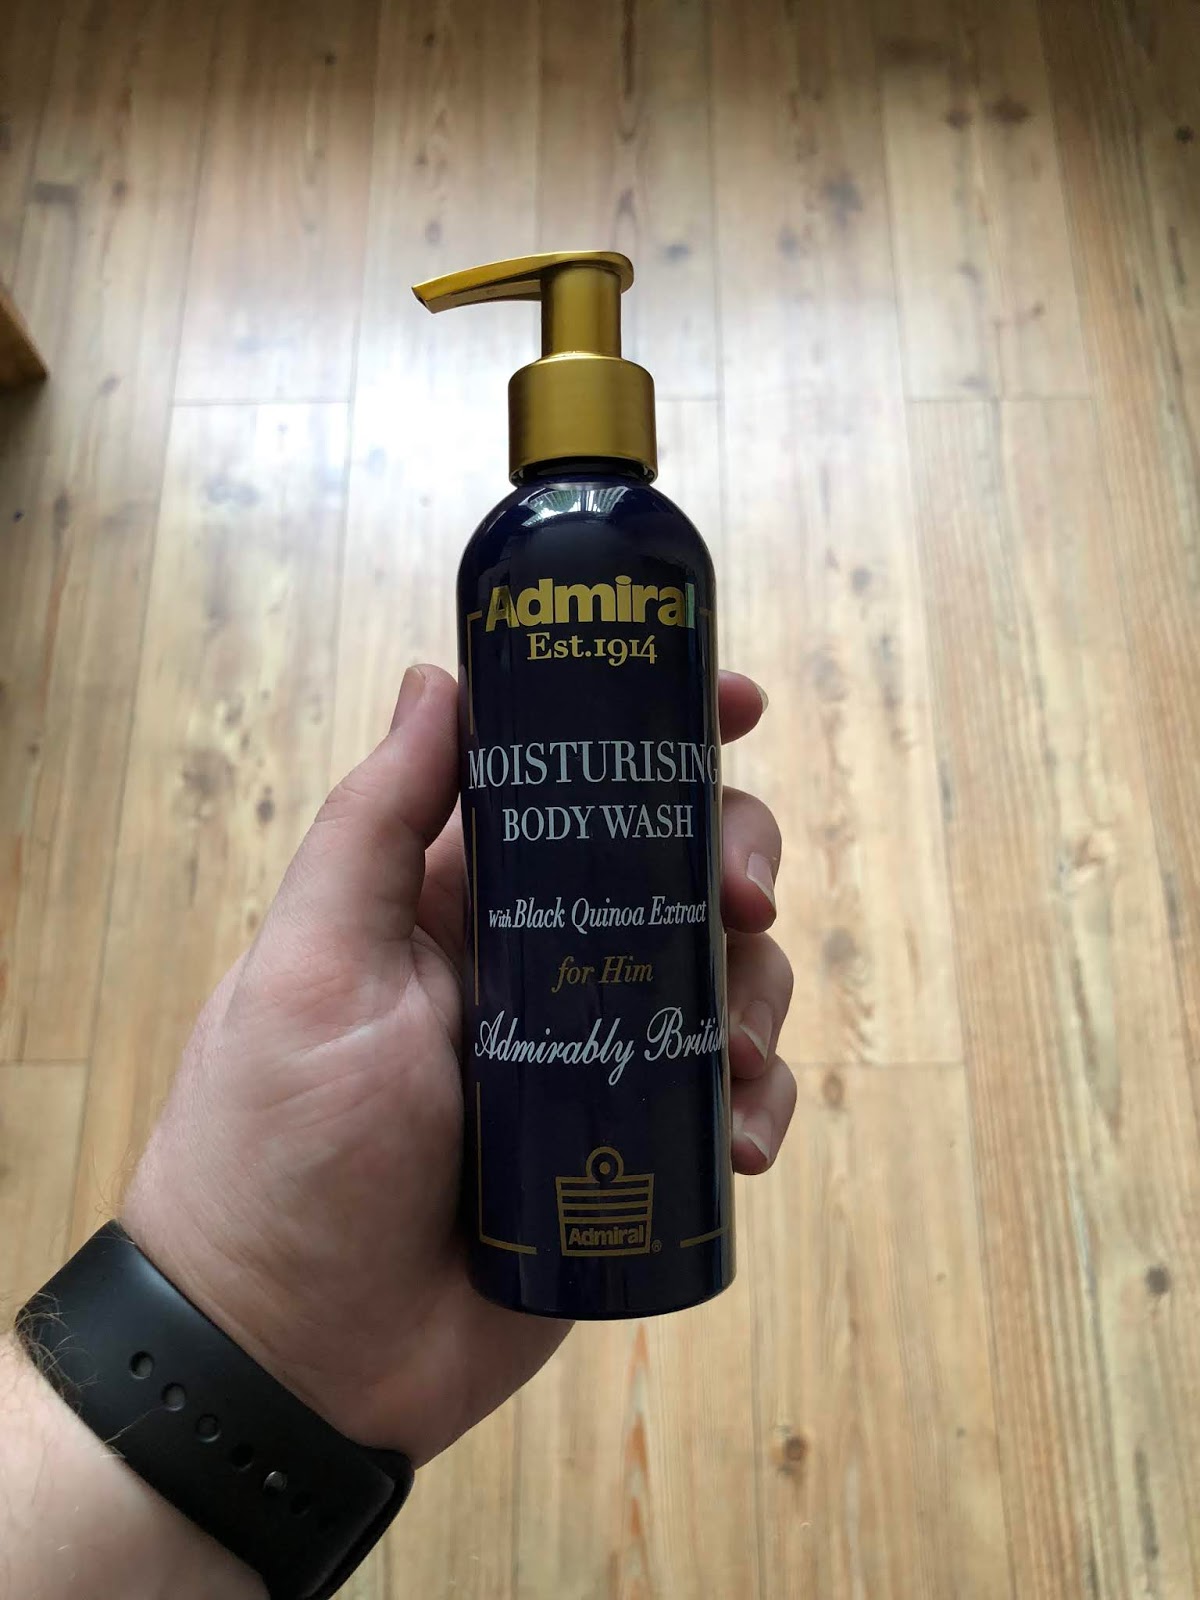 Admiral
Est.1914
MOISTURISING
BODY WASH
With Black Quinoa Extract
for Him
Admirably British
Admiral®